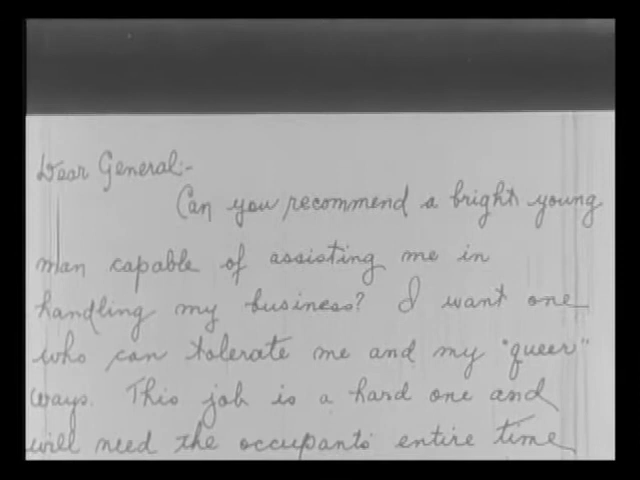 Dear General:-
Can you recommend a bright young
man capable of assisting me in
handling my business? I want one
who can tolerate me and my "queer"
ways. This job is a hard one and
will need the occupants entire time